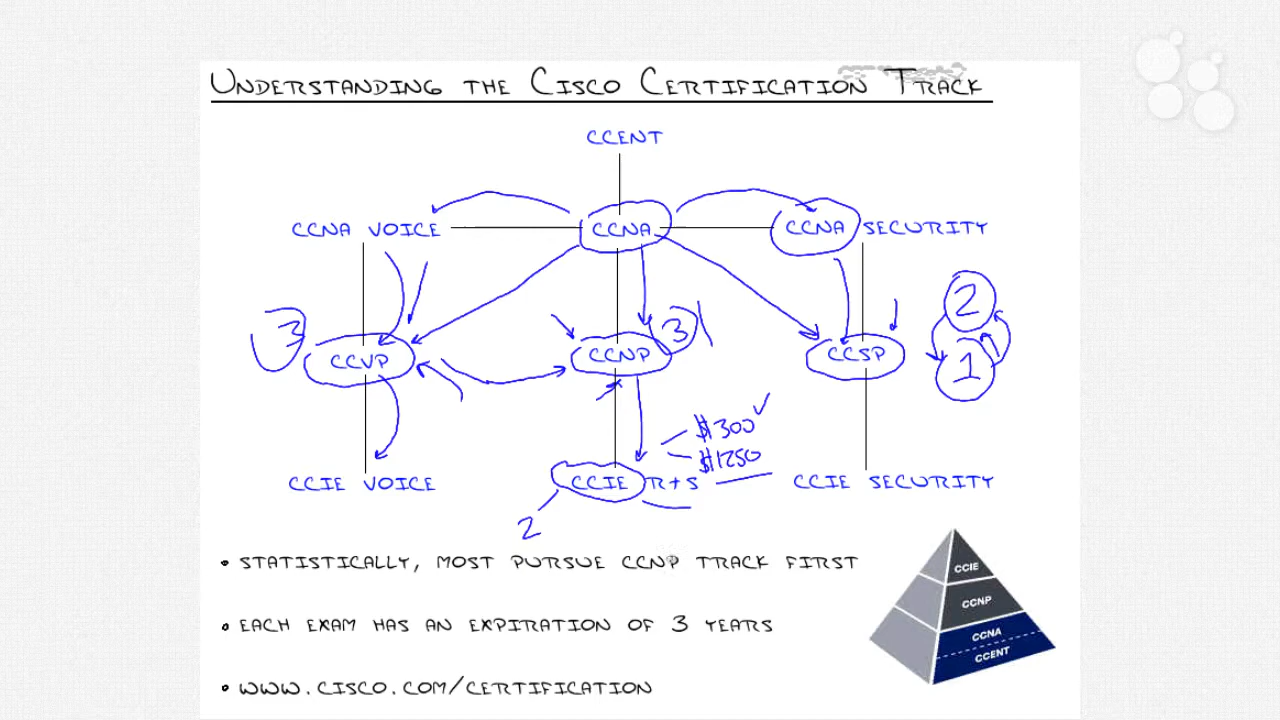 UNDERSTANDING THE CISCO CERTIFICATION TRACK
CCENT
CCNA VOICE CCNA CCNA SECURITY
2
3 3
CCVP CCNP CCSP 1
$300
$1250
CCIE VOICE CCIE R+S CCIE SECURITY
2
• STATISTICALLY, MOST PURSUE CCNP TRACK FIRST
• EACH EXAM HAS AN EXPIRATION OF 3 YEARS
• WWW.CISCO.COM/CERTIFICATION
CCIE
CCNP
CCNA
CCENT